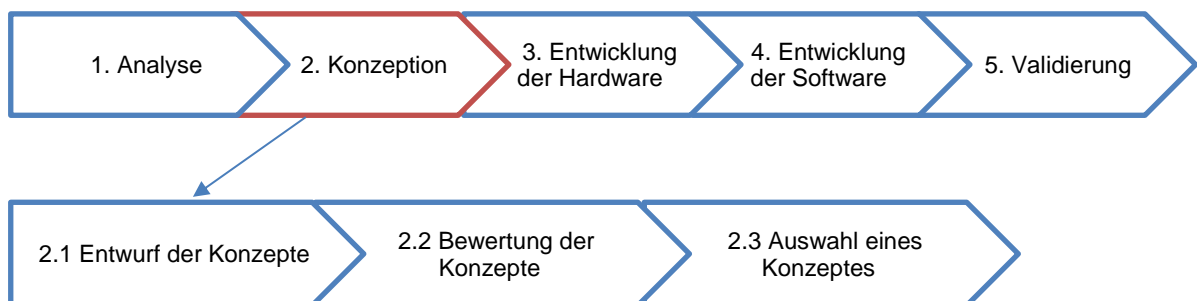 1. Analyse
2. Konzeption
3. Entwicklung
der Hardware
4. Entwicklung
der Software
5. Validierung
2.1 Entwurf der Konzepte
2.2 Bewertung der
Konzepte
2.3 Auswahl eines
Konzeptes